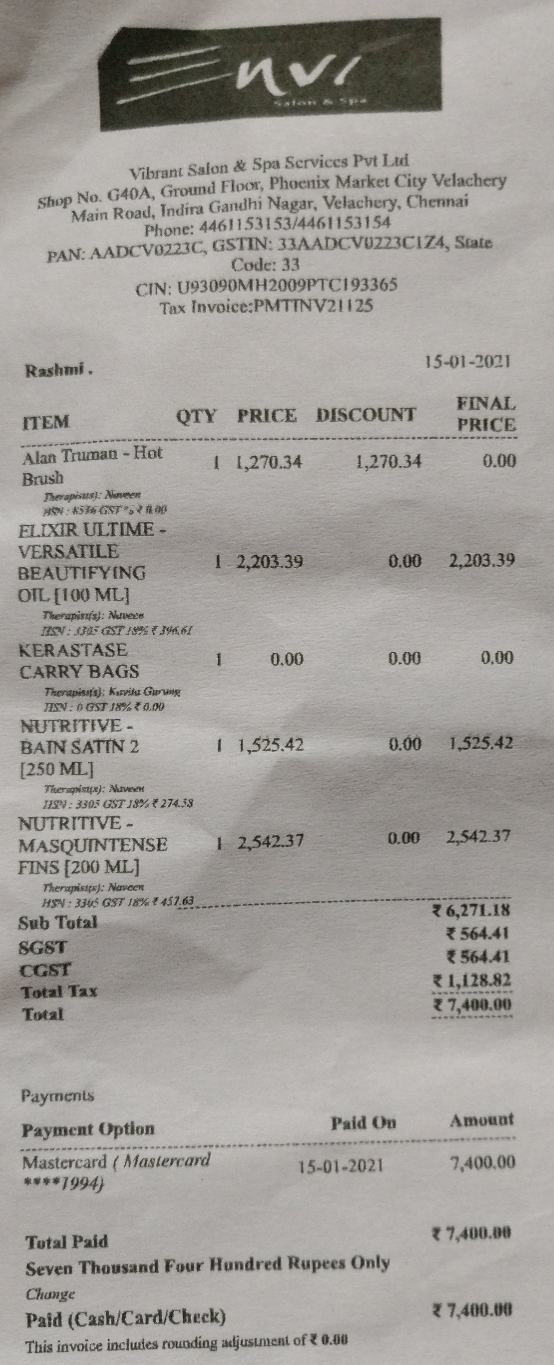 Envi
Salon & Spa
Vibrant Salon & Spa Services Pvt Ltd
Shop No. G40A, Ground Floor, Phoenix Market City Velachery
Main Road, Indira Gandhi Nagar, Velachery, Chennai
Phone: 4461153153/4461153154
PAN: AADCV0223C, GSTIN: 33AADCV0223C1Z4, State
Code: 33
CIN: U93090MH2009PTC193365
Tax Invoice:PMTTNV21125
Rashmi . 15-01-2021
ITEM QTY PRICE DISCOUNT FINAL PRICE
Alan Truman - Hot Brush 1 1,270.34 1,270.34 0.00
Therapist(s): Naveen
HSN : 8536 GST % ₹ 0.00
ELIXIR ULTIME -
VERSATILE
BEAUTIFYING 1 2,203.39 0.00 2,203.39
OIL [100 ML]
Therapist(s): Naveen
HSN : 3305 GST 18% ₹ 396.61
KERASTASE
CARRY BAGS 1 0.00 0.00 0.00
Therapist(s): Kavita Gurung
HSN : 0 GST 18% ₹ 0.00
NUTRITIVE -
BAIN SATIN 2 1 1,525.42 0.00 1,525.42
[250 ML]
Therapist(s): Naveen
HSN : 3305 GST 18% ₹ 274.58
NUTRITIVE -
MASQUINTENSE 1 2,542.37 0.00 2,542.37
FINS [200 ML]
Therapist(s): Naveen
HSN : 3305 GST 18% ₹ 457.63
Sub Total ₹ 6,271.18
SGST ₹ 564.41
CGST ₹ 564.41
Total Tax ₹ 1,128.82
Total ₹ 7,400.00
Payments
Payment Option Paid On Amount
Mastercard ( Mastercard 15-01-2021 7,400.00
****1994)
Total Paid ₹ 7,400.00
Seven Thousand Four Hundred Rupees Only
Change
Paid (Cash/Card/Check) ₹ 7,400.00
This invoice includes rounding adjustment of ₹ 0.00